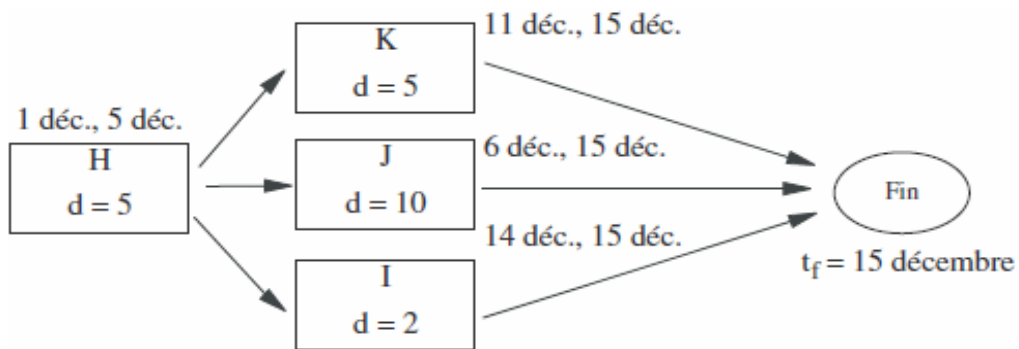 K
d = 5
11 déc., 15 déc.
1 déc., 5 déc.
H
d = 5
J
d = 10
6 déc., 15 déc.
Fin
t_f = 15 décembre
14 déc., 15 déc.
I
d = 2